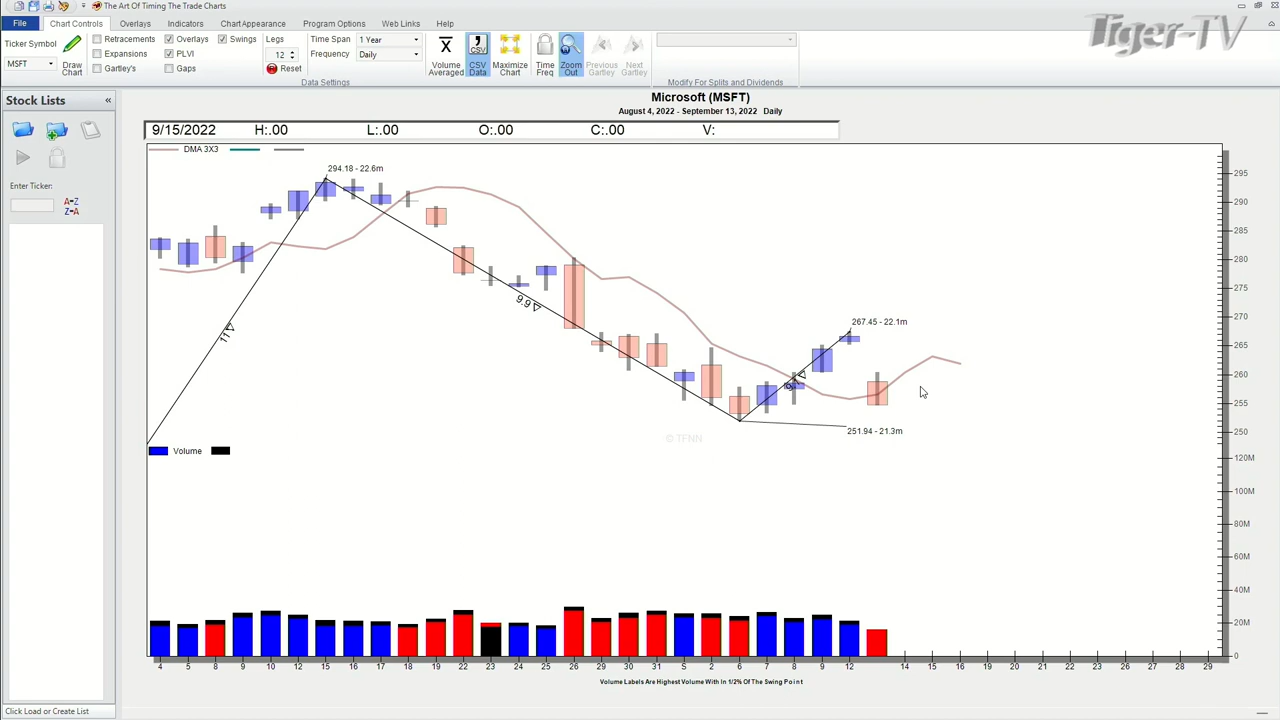 The Art Of Timing The Trade Charts
Tiger-TV
File Chart Controls Overlays Indicators Chart Appearance Program Options Web Links Help
Ticker Symbol
MSFT
Draw Chart
Retracements Overlays Swings
Expansions PLVI
Gartley's Gaps
Legs
12
Reset
Time Span 1 Year
Frequency Daily
Data Settings
Volume Averaged
CSV Data
Maximize Chart
Time Freq
Zoom Out
Previous Gartley
Next Gartley
Modify For Splits and Dividends
Stock Lists «
Enter Ticker:
A-Z
Z-A
Click Load or Create List
Microsoft (MSFT)
August 4, 2022 - September 13, 2022 Daily
9/15/2022 H:.00 L:.00 O:.00 C:.00 V:
DMA 3X3
294.18 - 22.6m
267.45 - 22.1m
251.94 - 21.3m
11
9.9
© TFNN
295
290
285
280
275
270
265
260
255
250
Volume
120M
100M
80M
60M
40M
20M
0
4 5 8 9 10 12 15 16 17 18 19 22 23 24 25 26 29 30 31 5 2 6 7 8 9 12 14 15 16 19 20 21 22 23 26 27 28 29
Volume Labels Are Highest Volume With In 1/2% Of The Swing Point